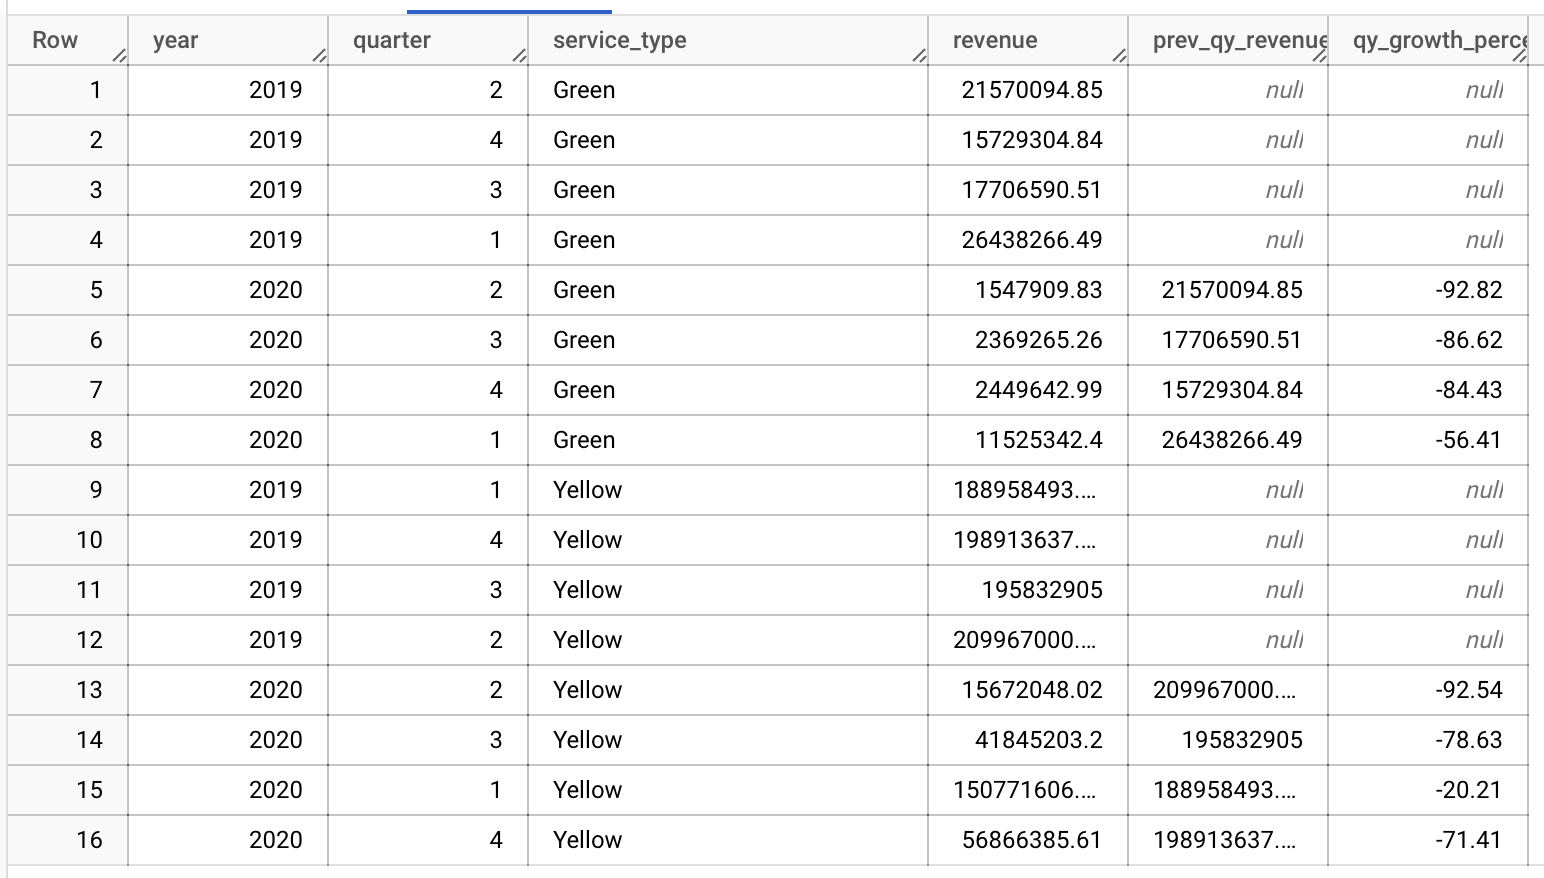 Row year quarter service_type revenue prev_qy_revenue qy_growth_perce
1 2019 2 Green 21570094.85 null null
2 2019 4 Green 15729304.84 null null
3 2019 3 Green 17706590.51 null null
4 2019 1 Green 26438266.49 null null
5 2020 2 Green 1547909.83 21570094.85 -92.82
6 2020 3 Green 2369265.26 17706590.51 -86.62
7 2020 4 Green 2449642.99 15729304.84 -84.43
8 2020 1 Green 11525342.4 26438266.49 -56.41
9 2019 1 Yellow 188958493.... null null
10 2019 4 Yellow 198913637.... null null
11 2019 3 Yellow 195832905 null null
12 2019 2 Yellow 209967000.... null null
13 2020 2 Yellow 15672048.02 209967000.... -92.54
14 2020 3 Yellow 41845203.2 195832905 -78.63
15 2020 1 Yellow 150771606.... 188958493.... -20.21
16 2020 4 Yellow 56866385.61 198913637.... -71.41